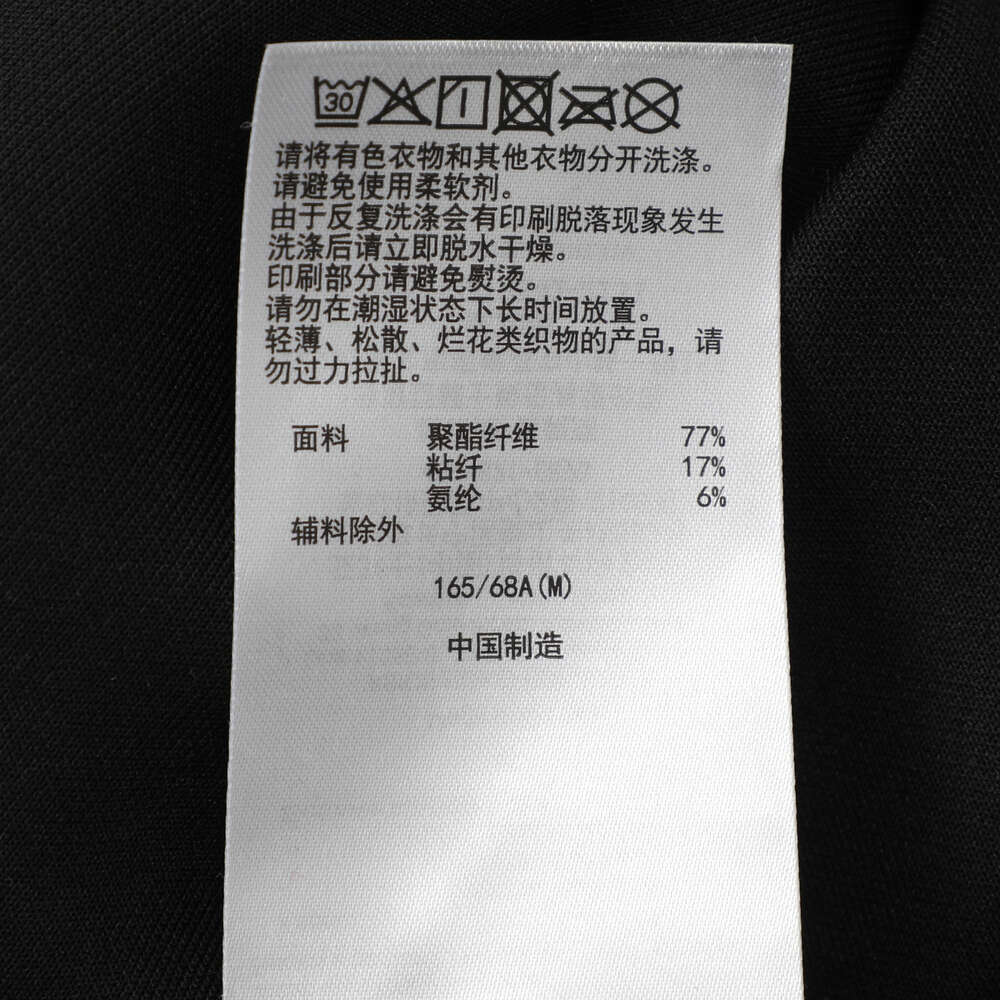 30
请将有色衣物和其他衣物分开洗涤。
请避免使用柔软剂。
由于反复洗涤会有印刷脱落现象发生
洗涤后请立即脱水干燥。
印刷部分请避免熨烫。
请勿在潮湿状态下长时间放置。
轻薄、松散、烂花类织物的产品，请
勿过力拉扯。
面料 聚酯纤维 77%
粘纤 17%
氨纶 6%
辅料除外
165/68A(M)
中国制造